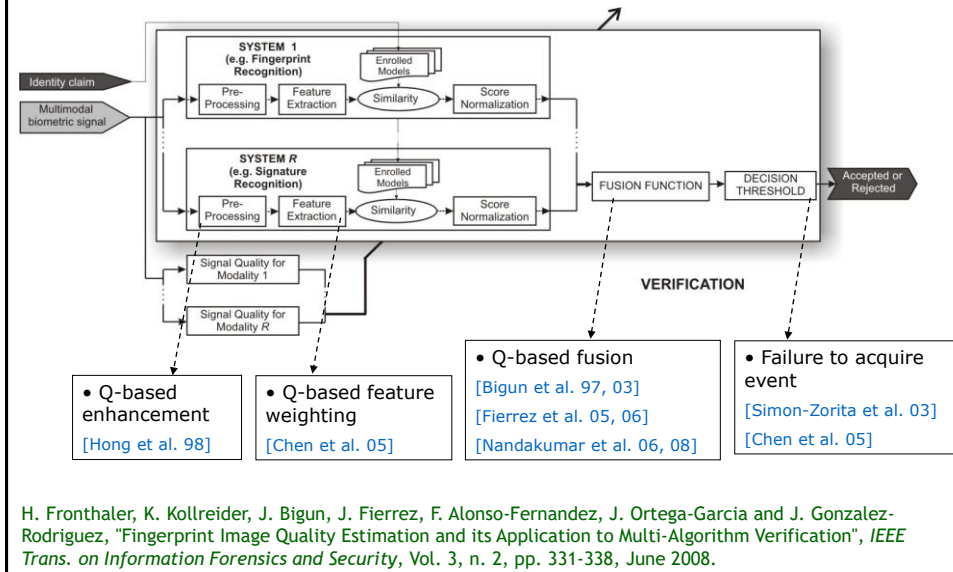 SYSTEM 1
(e.g. Fingerprint
Recognition)
Enrolled
Models
Identity claim
Pre-
Processing
Feature
Extraction
Similarity
Score
Normalization
Multimodal
biometric signal
SYSTEM R
(e.g. Signature
Recognition)
Enrolled
Models
Pre-
Processing
Feature
Extraction
Similarity
Score
Normalization
FUSION FUNCTION
DECISION
THRESHOLD
Accepted or
Rejected
Signal Quality for
Modality 1
Signal Quality for
Modality R
VERIFICATION
• Q-based
enhancement
[Hong et al. 98]
• Q-based feature
weighting
[Chen et al. 05]
• Q-based fusion
[Bigun et al. 97, 03]
[Fierrez et al. 05, 06]
[Nandakumar et al. 06, 08]
• Failure to acquire
event
[Simon-Zorita et al. 03]
[Chen et al. 05]
H. Fronthaler, K. Kollreider, J. Bigun, J. Fierrez, F. Alonso-Fernandez, J. Ortega-Garcia and J. Gonzalez-
Rodriguez, "Fingerprint Image Quality Estimation and its Application to Multi-Algorithm Verification", IEEE
Trans. on Information Forensics and Security, Vol. 3, n. 2, pp. 331-338, June 2008.